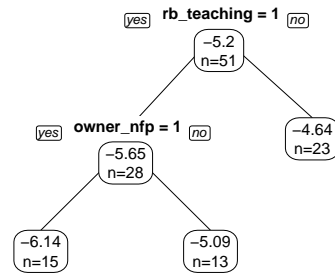 yes rb_teaching = 1 no
−5.2
n=51
yes owner_nfp = 1 no
−5.65
n=28
−4.64
n=23
−6.14
n=15
−5.09
n=13